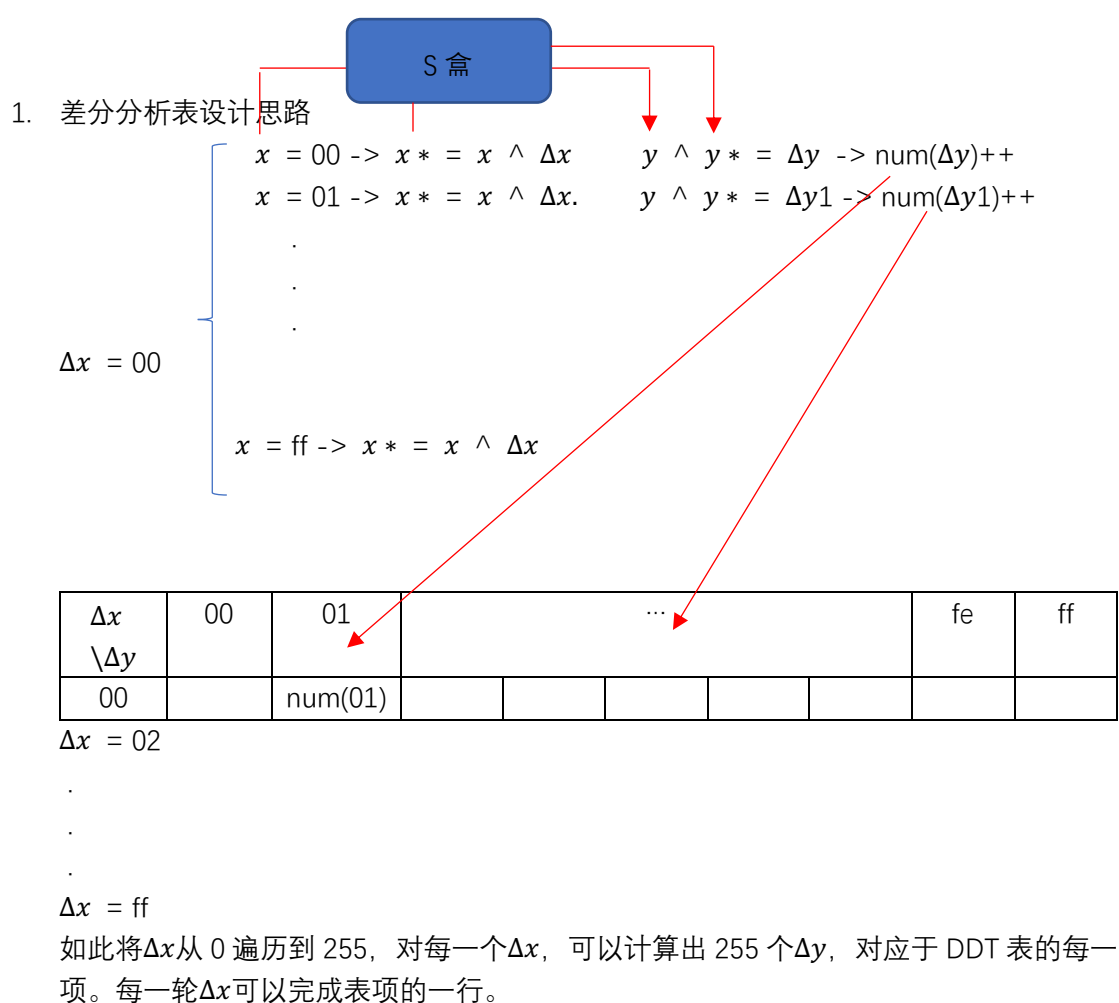 S 盒
1. 差分分析表设计思路
𝑥 = 00 -> 𝑥 ∗ = 𝑥 ^ Δ𝑥 𝑦 ^ 𝑦 ∗ = Δ𝑦 -> num(Δ𝑦)++
𝑥 = 01 -> 𝑥 ∗ = 𝑥 ^ Δ𝑥. 𝑦 ^ 𝑦 ∗ = Δ𝑦1 -> num(Δ𝑦1)++
.
.
.
Δ𝑥 = 00
𝑥 = ff -> 𝑥 ∗ = 𝑥 ^ Δ𝑥
Δ𝑥 00 01 … fe ff
\Δ𝑦
00 num(01)
Δ𝑥 = 02
.
.
.
Δ𝑥 = ff
如此将Δ𝑥从 0 遍历到 255，对每一个Δ𝑥，可以计算出 255 个Δ𝑦，对应于 DDT 表的每一
项。每一轮Δ𝑥可以完成表项的一行。